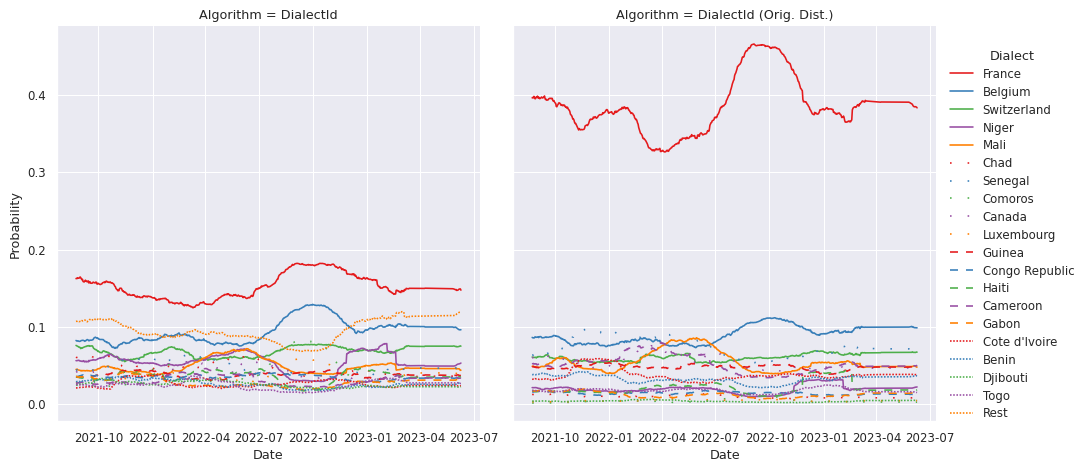 Algorithm = DialectId
Algorithm = DialectId (Orig. Dist.)
Probability
0.4
0.3
0.2
0.1
0.0
2021-10 2022-01 2022-04 2022-07 2022-10 2023-01 2023-04 2023-07
Date
2021-10 2022-01 2022-04 2022-07 2022-10 2023-01 2023-04 2023-07
Date
Dialect
France
Belgium
Switzerland
Niger
Mali
Chad
Senegal
Comoros
Canada
Luxembourg
Guinea
Congo Republic
Haiti
Cameroon
Gabon
Cote d'Ivoire
Benin
Djibouti
Togo
Rest